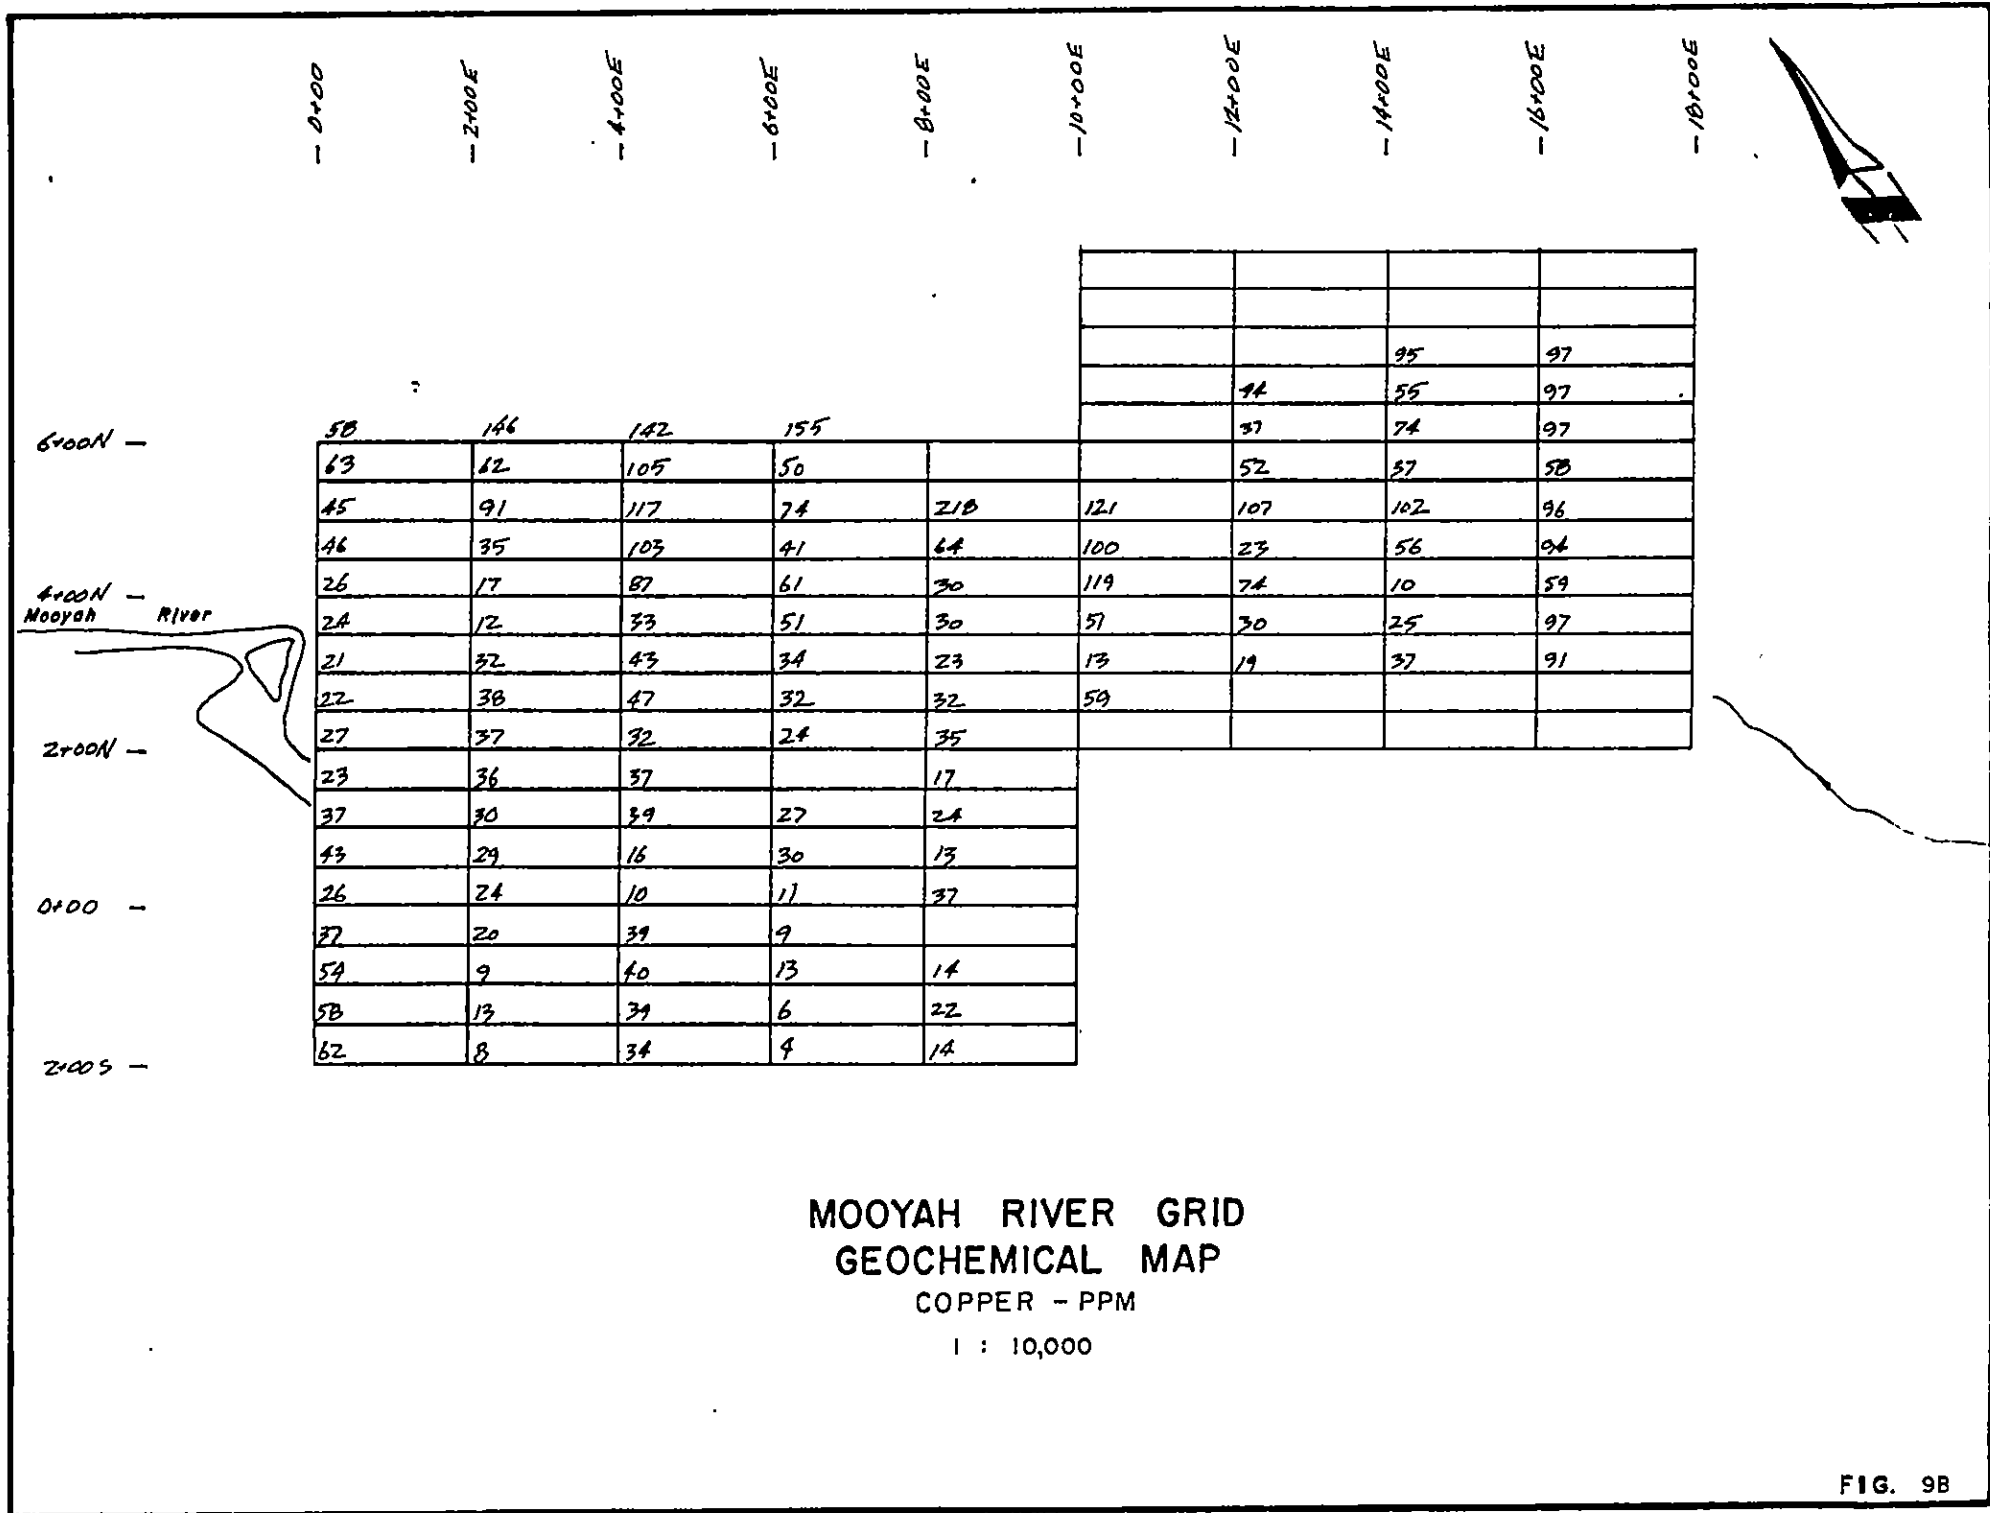 0+00 2+00E 4+00E 6+00E 8+00E 10+00E 12+00E 14+00E 16+00E 18+00E
95 97
44 55 97
6+00N 58 146 142 155 37 74 97
63 62 105 50 52 37 58
45 91 117 74 218 121 107 102 96
46 35 103 41 64 100 23 56 94
4+00N 26 17 87 61 30 119 74 10 59
Mooyah River
24 12 33 51 30 51 30 25 97
21 32 43 34 23 13 19 37 91
22 38 47 32 32 59
2+00N 27 37 32 24 35
23 36 37 17
37 30 39 27 24
43 29 16 30 13
0+00 26 24 10 11 37
37 20 39 9
54 9 40 13 14
58 13 39 6 22
2+00S 62 8 34 4 14
MOOYAH RIVER GRID
GEOCHEMICAL MAP
COPPER - PPM
1 : 10,000
FIG. 9B